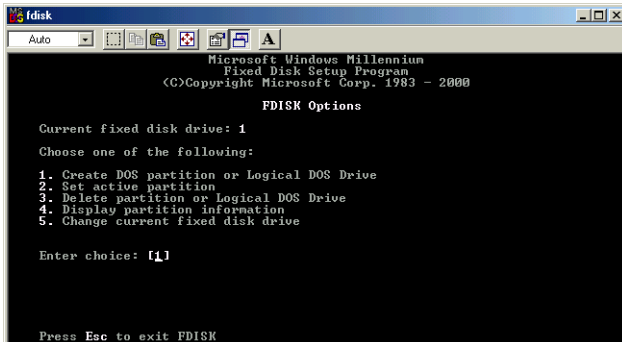 fdisk
Auto
A
Microsoft Windows Millennium
Fixed Disk Setup Program
(C)Copyright Microsoft Corp. 1983 - 2000
FDISK Options
Current fixed disk drive: 1
Choose one of the following:
1. Create DOS partition or Logical DOS Drive
2. Set active partition
3. Delete partition or Logical DOS Drive
4. Display partition information
5. Change current fixed disk drive
Enter choice: [1]
Press Esc to exit FDISK